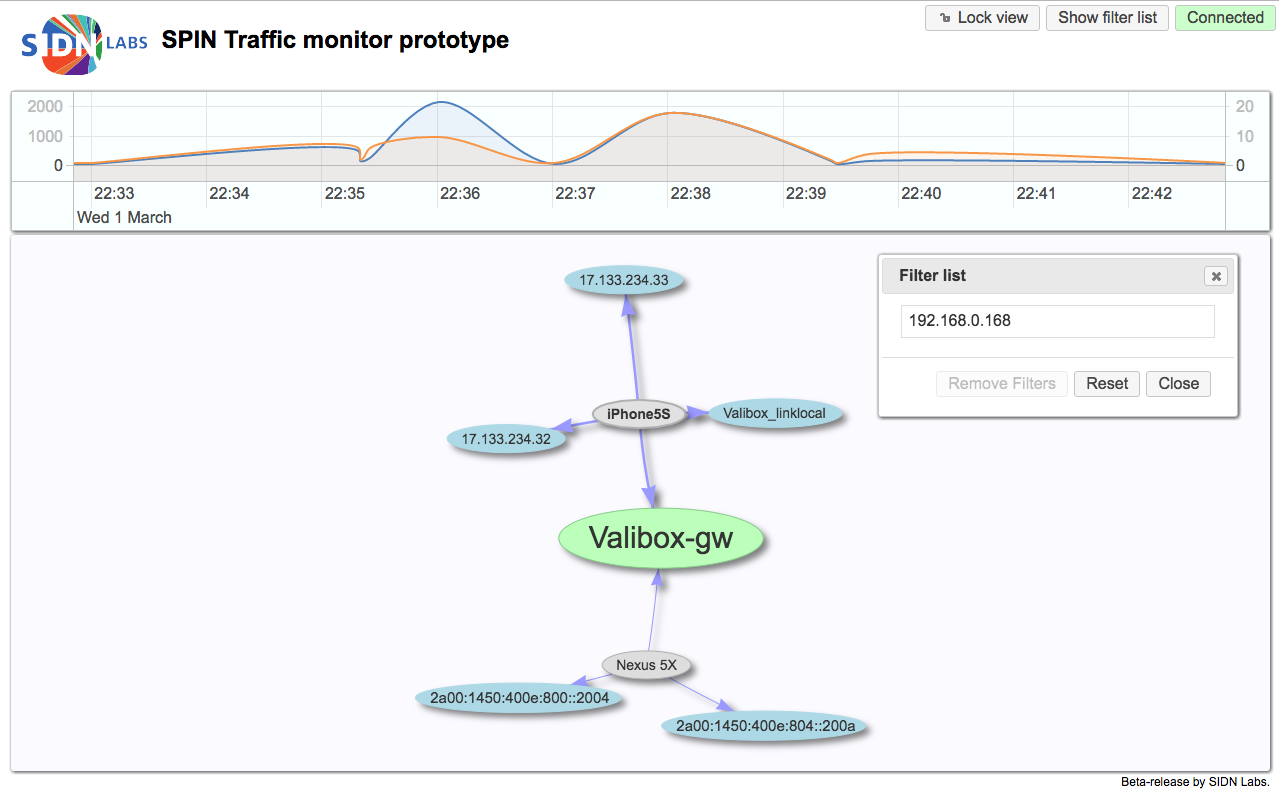 SIDN LABS SPIN Traffic monitor prototype
Lock view Show filter list Connected
2000 20
1000 10
0 0
22:33 22:34 22:35 22:36 22:37 22:38 22:39 22:40 22:41 22:42
Wed 1 March
17.133.234.33
Filter list
192.168.0.168
Remove Filters Reset Close
iPhone5S
Valibox_linklocal
17.133.234.32
Valibox-gw
Nexus 5X
2a00:1450:400e:800::2004
2a00:1450:400e:804::200a
Beta-release by SIDN Labs.